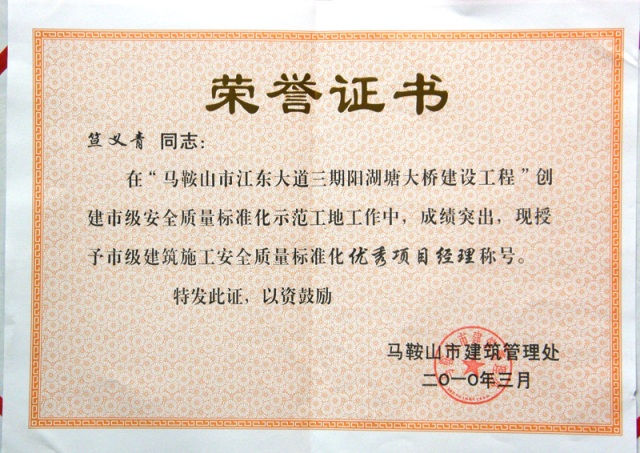 荣誉证书
笪义青 同志：
在“马鞍山市江东大道三期阳湖塘大桥建设工程”创
建市级安全质量标准化示范工地工作中，成绩突出，现授
予市级建筑施工安全质量标准化优秀项目经理称号。
特发此证，以资鼓励
马鞍山市建筑管理处
二〇一〇年三月